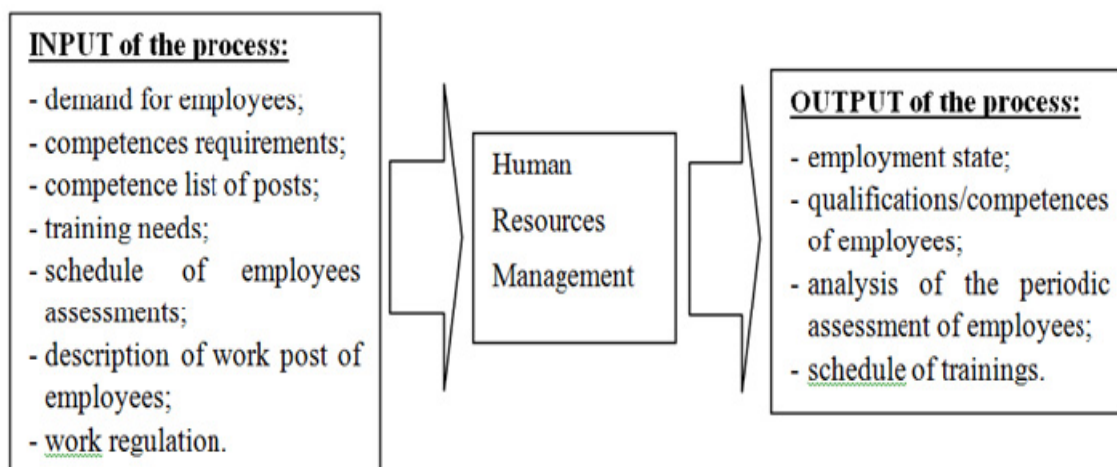 INPUT of the process:
- demand for employees;
- competences requirements;
- competence list of posts;
- training needs;
- schedule of employees
assessments;
- description of work post of
employees;
- work regulation.
Human
Resources
Management
OUTPUT of the process:
- employment state;
- qualifications/competences
of employees;
- analysis of the periodic
assessment of employees;
- schedule of trainings.